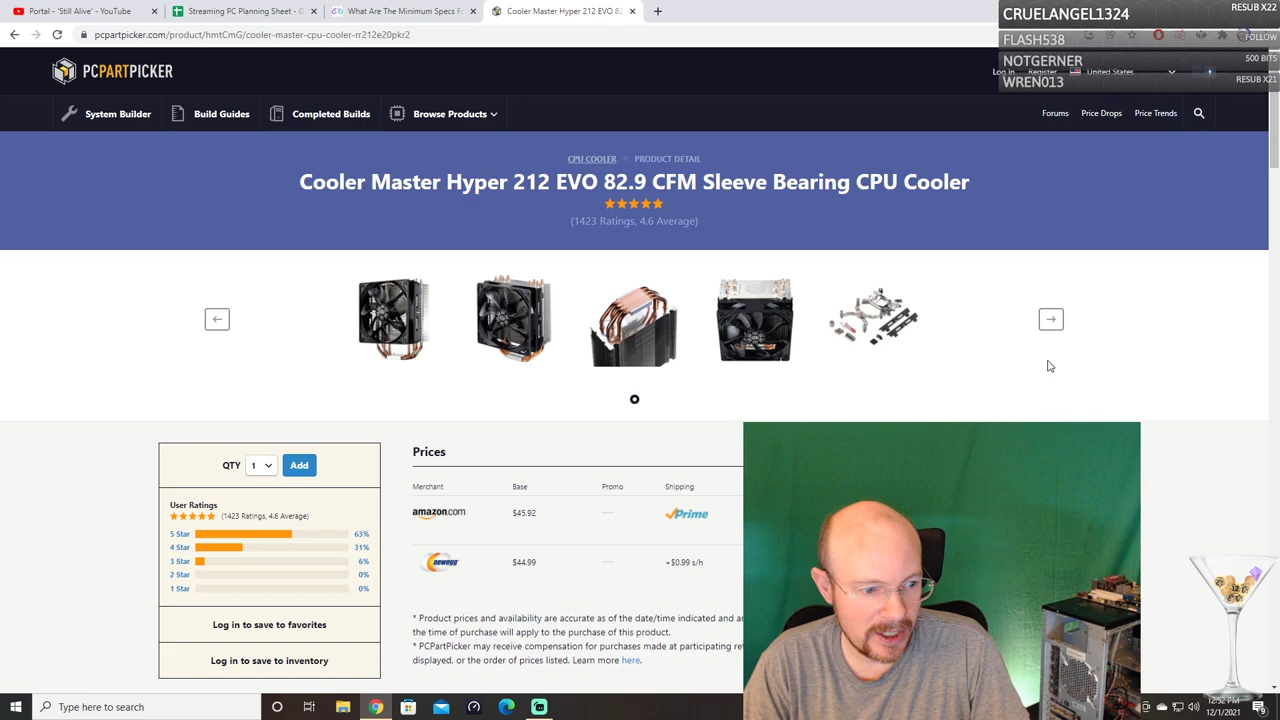 Portal - 'Still Alive' - YouTube
Streaming PC Planning Sheet - G
What Are The Minimum Specs F
Cooler Master Hyper 212 EVO 82.
pcpartpicker.com/product/hmtCmG/cooler-master-cpu-cooler-rr212e20pkr2
CRUELANGEL1324 RESUB X22
FLASH538 FOLLOW
NOTGERNER 500 BITS
WREN013 RESUB X21
PCPARTPICKER
Log in Register United States
System Builder Build Guides Completed Builds Browse Products
Forums Price Drops Price Trends
CPU COOLER PRODUCT DETAIL
Cooler Master Hyper 212 EVO 82.9 CFM Sleeve Bearing CPU Cooler
(1423 Ratings, 4.6 Average)
QTY 1 Add
User Ratings
(1423 Ratings, 4.6 Average)
5 Star 63%
4 Star 31%
3 Star 6%
2 Star 0%
1 Star 0%
Log in to save to favorites
Log in to save to inventory
Prices
Merchant Base Promo Shipping
amazon.com $45.92 — Prime
newegg $44.99 — +$0.99 s/h
* Product prices and availability are accurate as of the date/time indicated and ar
the time of purchase will apply to the purchase of this product.
* PCPartPicker may receive compensation for purchases made at participating re
displayed, or the order of prices listed. Learn more here.
Type here to search
12:52 PM
12/1/2021
9